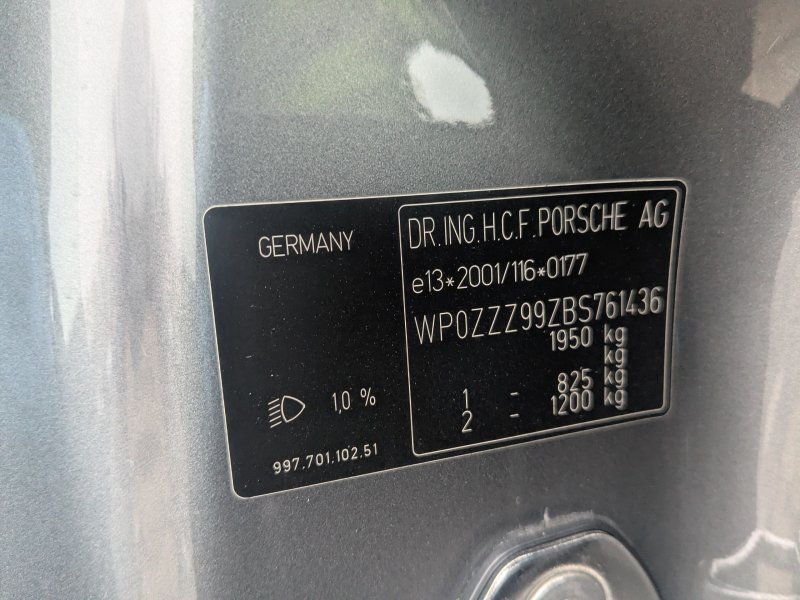 GERMANY
1,0 %
997.701.102.51
DR.ING.H.C.F.PORSCHE AG
e13*2001/116*0177
WP0ZZZ99ZBS761436
1950 kg
kg
1 - 825 kg
2 - 1200 kg